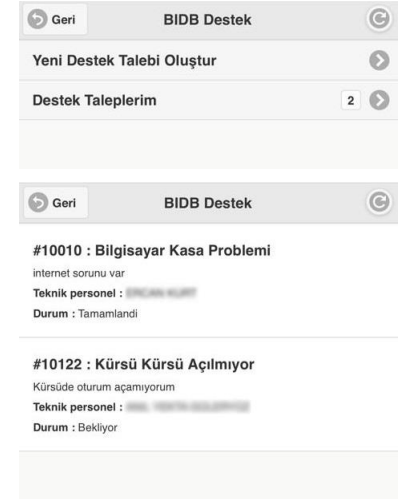 Geri
BIDB Destek
Yeni Destek Talebi Oluştur
Destek Taleplerim
2
Geri
BIDB Destek
#10010 : Bilgisayar Kasa Problemi
internet sorunu var
Teknik personel :
Durum : Tamamlandi
#10122 : Kürsü Kürsü Açılmıyor
Kürsüde oturum açamıyorum
Teknik personel :
Durum : Bekliyor